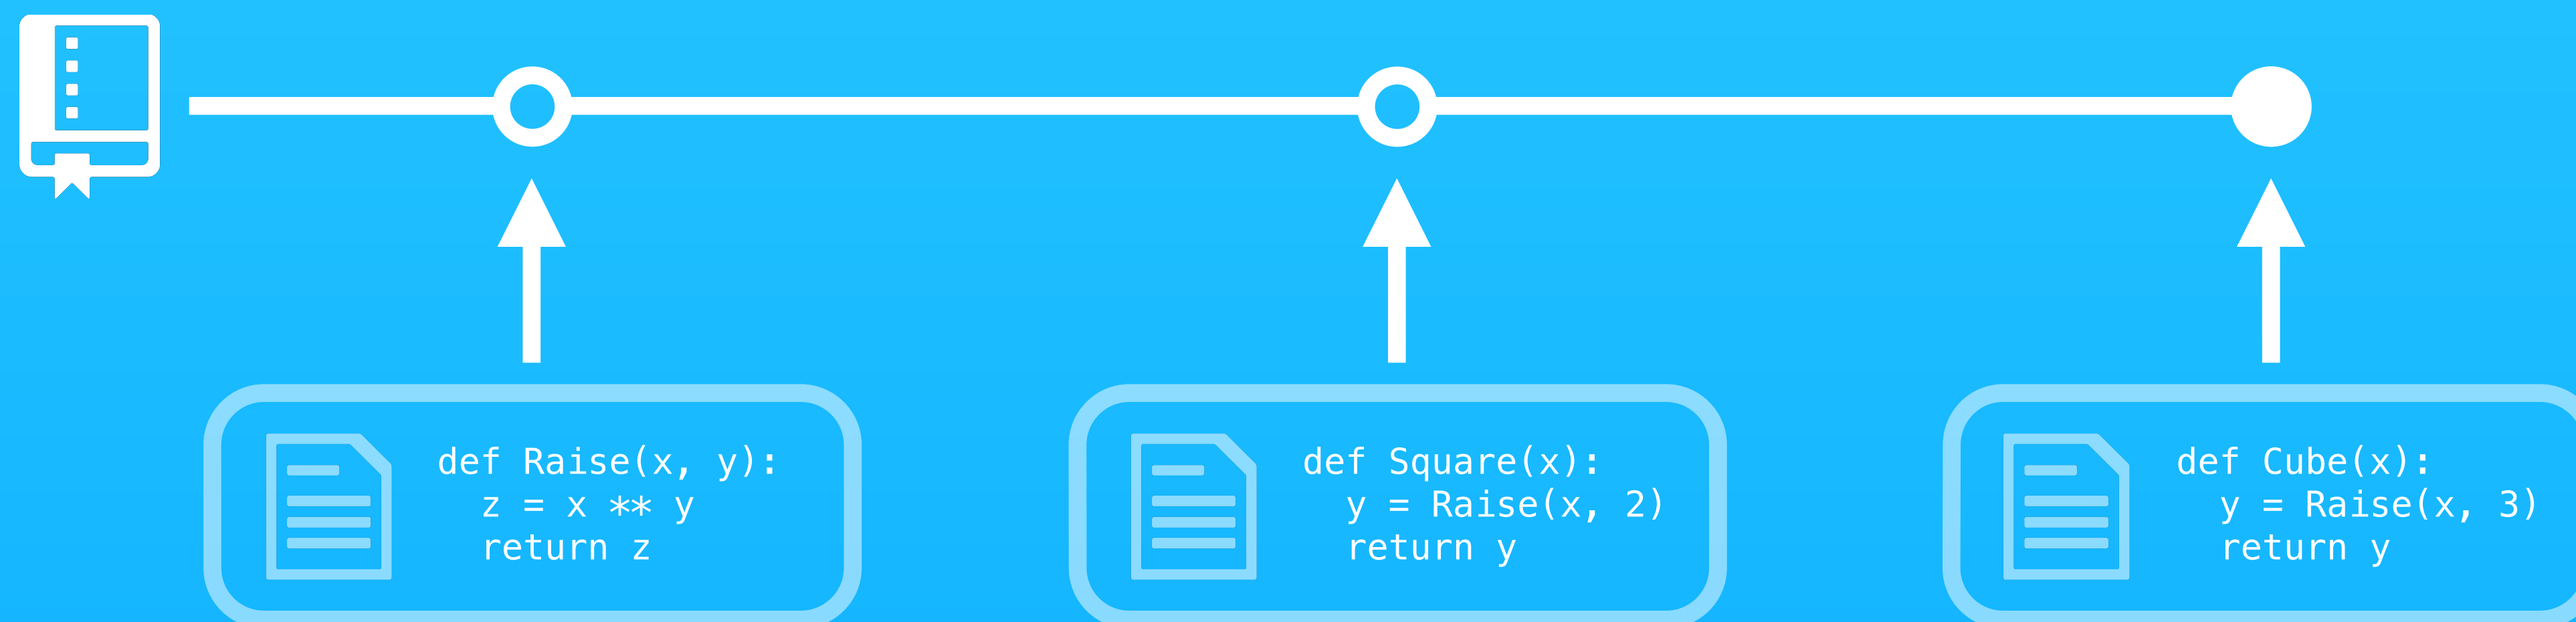 def Raise(x, y):
  z = x ** y
  return z
def Square(x):
  y = Raise(x, 2)
  return y
def Cube(x):
  y = Raise(x, 3)
  return y